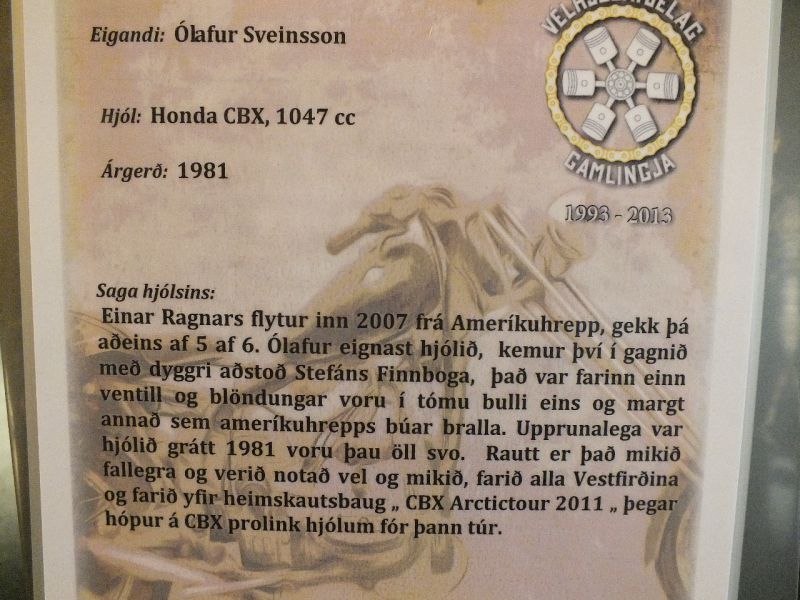 VÉLHJÓLAFJELAG
GAMLINGJA
1993 - 2013
Eigandi: Ólafur Sveinsson
Hjól: Honda CBX, 1047 cc
Árgerð: 1981
Saga hjólsins:
Einar Ragnars flytur inn 2007 frá Ameríkuhrepp, gekk þá
aðeins af 5 af 6. Ólafur eignast hjólið, kemur því í gagnið
með dyggri aðstoð Stefáns Finnboga, það var farinn einn
ventill og blöndungar voru í tómu bulli eins og margt
annað sem ameríkuhrepps búar bralla. Upprunalega var
hjólið grátt 1981 voru þau öll svo. Rautt er það mikið
fallegra og verið notað vel og mikið, farið alla Vestfirðina
og farið yfir heimskautsbaug „ CBX Arctictour 2011 „ þegar
hópur á CBX prolink hjólum fór þann túr.